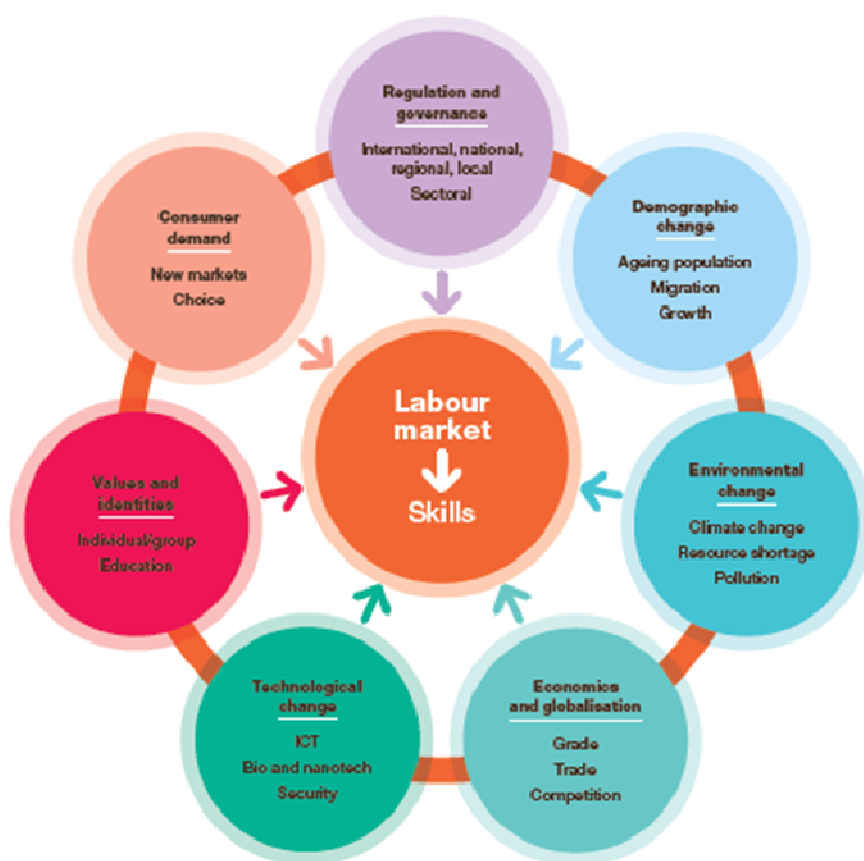 Regulation and
governance
International, national,
regional, local
Sectoral
Demographic
change
Ageing population
Migration
Growth
Environmental
change
Climate change
Resource shortage
Pollution
Economics
and globalisation
Grade
Trade
Competition
Technological
change
ICT
Bio and nanotech
Security
Values and
identities
Individual/group
Education
Consumer
demand
New markets
Choice
Labour
market
Skills